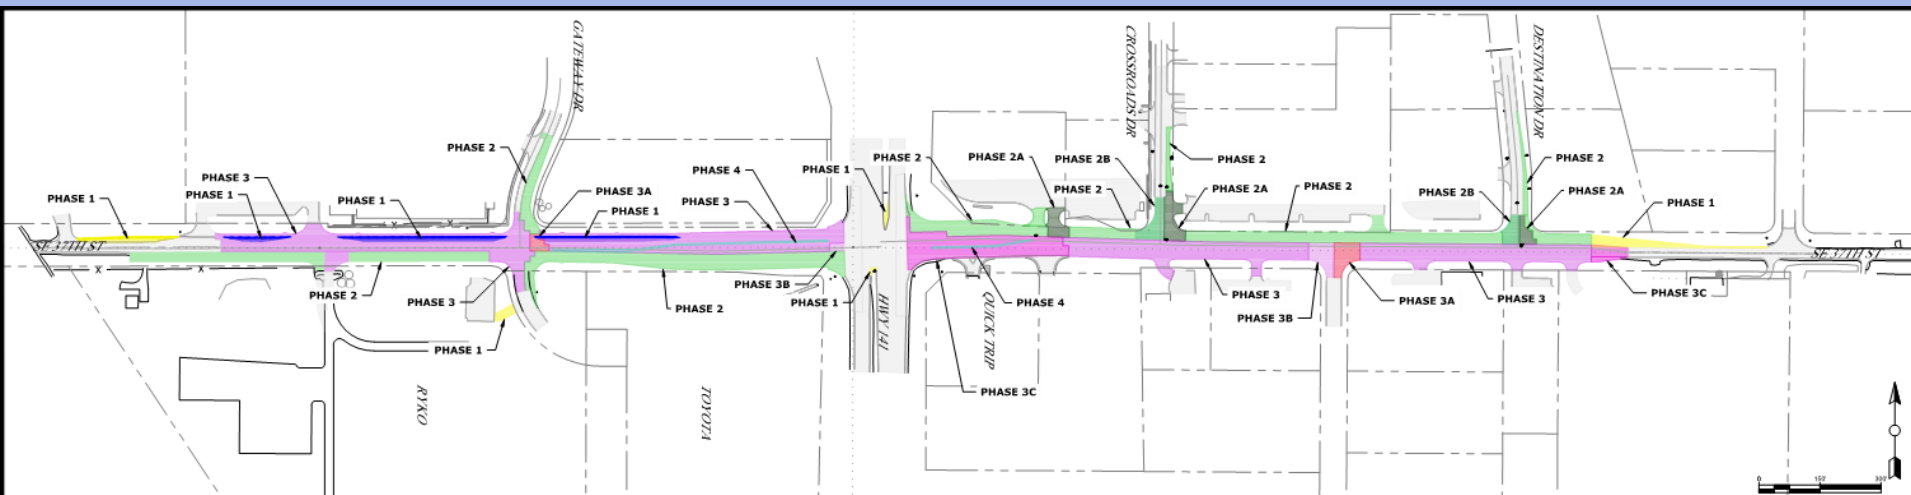 GATEWAY DR
CROSSROADS DR
DESTINATION DR
PHASE 2
PHASE 4
PHASE 1
PHASE 2
PHASE 2A
PHASE 2B
PHASE 2
PHASE 2
PHASE 3
PHASE 1
PHASE 1
PHASE 1
PHASE 3A
PHASE 1
PHASE 3
PHASE 2
PHASE 2A
PHASE 2
PHASE 2B
PHASE 2A
PHASE 1
SE 37TH ST
SE 37TH ST
PHASE 2
PHASE 3
PHASE 2
PHASE 3B
PHASE 1
PHASE 4
PHASE 3
PHASE 3B
PHASE 3A
PHASE 3
PHASE 3C
PHASE 1
HWY 141
QUICK TRIP
PHASE 3C
RYKO
TOYOTA
0 150' 300'